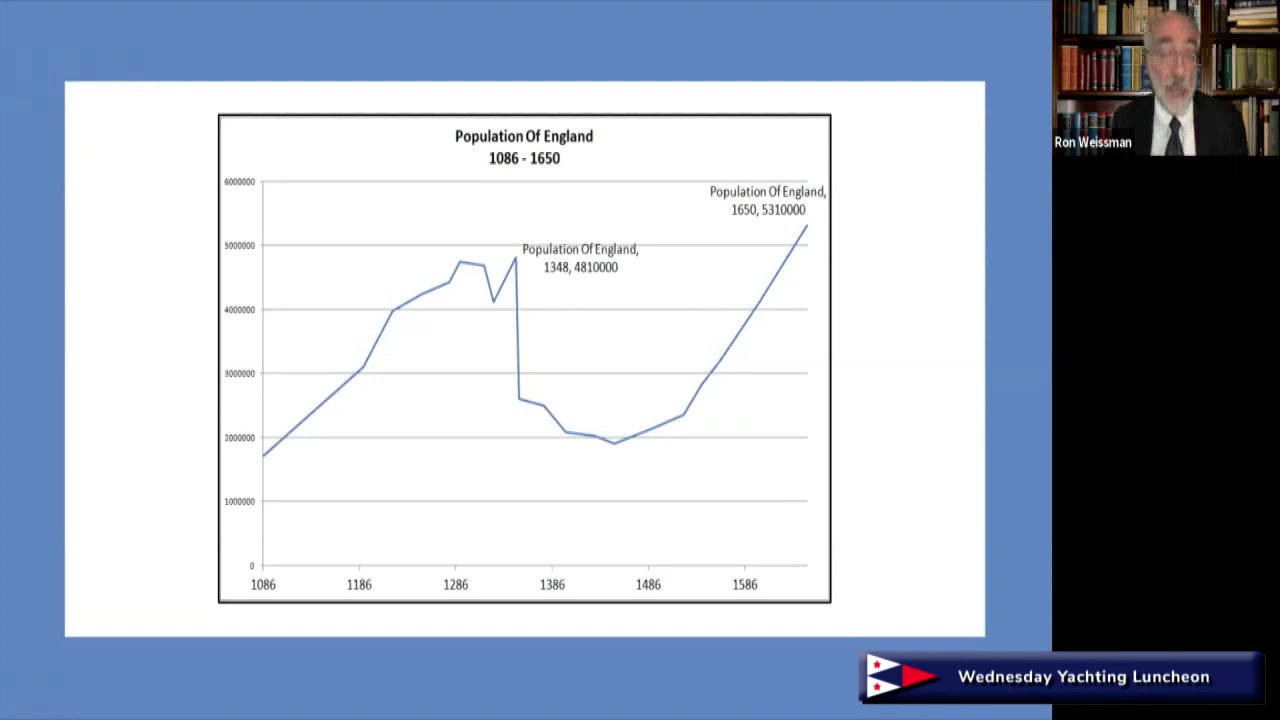 Population Of England
1086 - 1650
6000000
5000000
4000000
3000000
2000000
1000000
0
1086
1186
1286
1386
1486
1586
Population Of England,
1348, 4810000
Population Of England,
1650, 5310000
Ron Weissman
Wednesday Yachting Luncheon